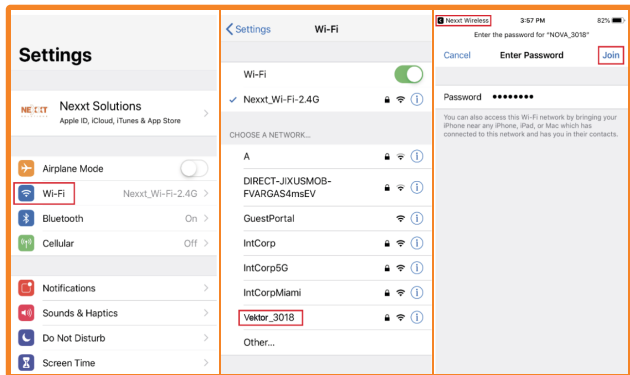 Settings
NEXXT
Nexxt Solutions
Apple ID, iCloud, iTunes & App Store
Airplane Mode
Wi-Fi Nexxt_Wi-Fi-2.4G
Bluetooth On
Cellular Off
Notifications
Sounds & Haptics
Do Not Disturb
Screen Time
Settings Wi-Fi
Wi-Fi
Nexxt_Wi-Fi-2.4G
CHOOSE A NETWORK...
A
DIRECT-JIXUSMOB-
FVARGAS4msEV
GuestPortal
IntCorp
IntCorp5G
IntCorpMiami
Vektor_3018
Other...
Nexxt Wireless 3:57 PM 82%
Enter the password for "NOVA_3018"
Cancel Enter Password Join
Password ••••••••
You can also access this Wi-Fi network by bringing your
iPhone near any iPhone, iPad, or Mac which has
connected to this network and has you in their contacts.